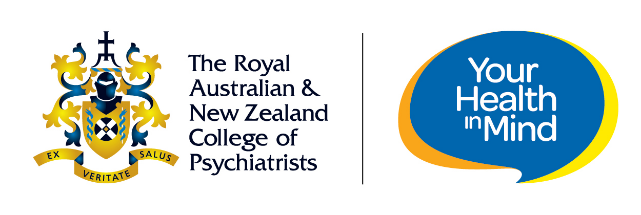 The Royal
Australian &
New Zealand
College of
Psychiatrists
EX VERITATE SALUS
Your
Health
in Mind